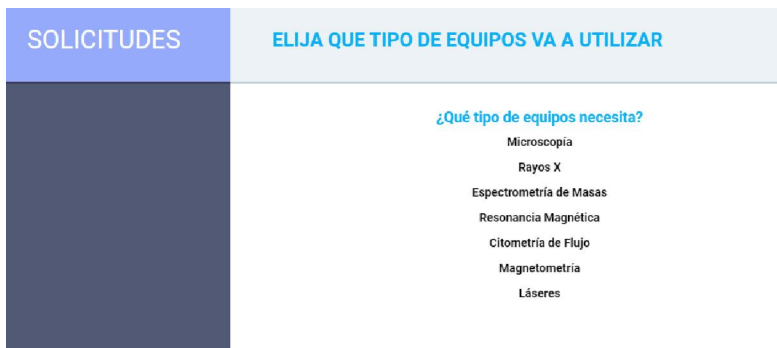 SOLICITUDES
ELIJA QUE TIPO DE EQUIPOS VA A UTILIZAR
¿Qué tipo de equipos necesita?
Microscopía
Rayos X
Espectrometría de Masas
Resonancia Magnética
Citometría de Flujo
Magnetometría
Láseres